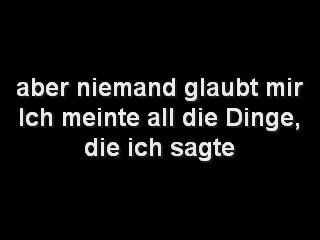 aber niemand glaubt mir
Ich meinte all die Dinge,
die ich sagte